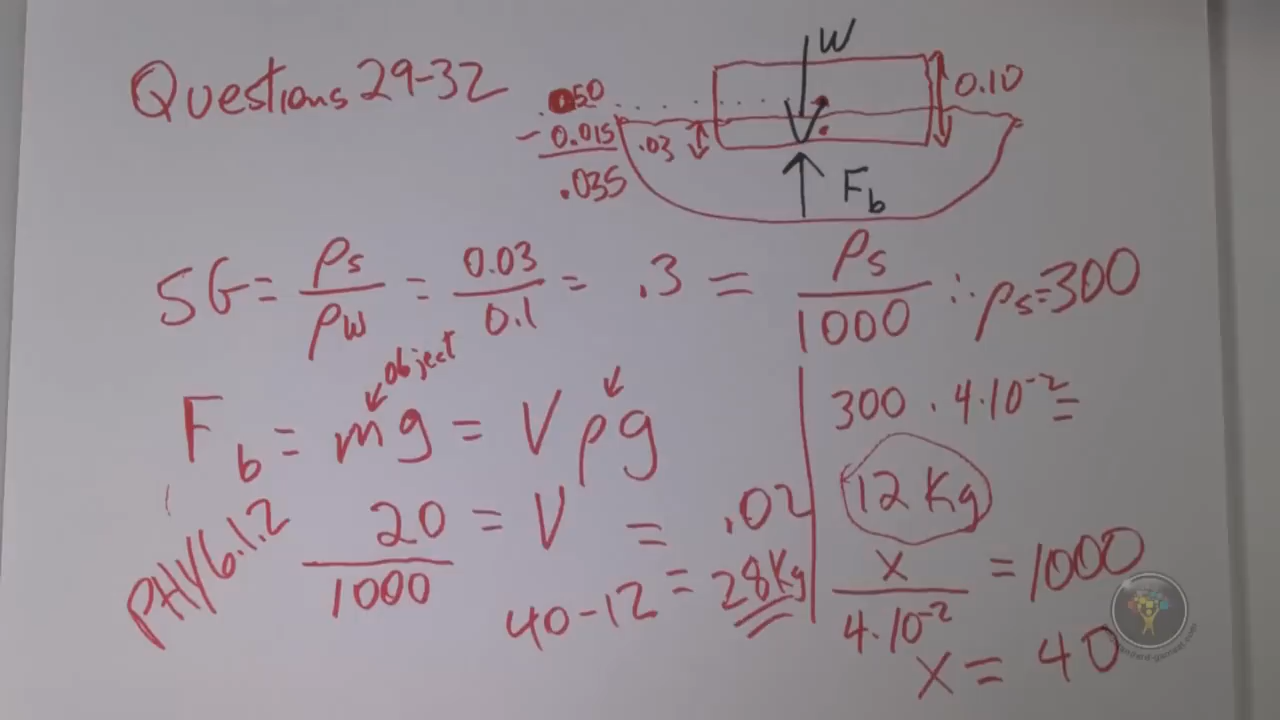 Questions 29-32
.050
- 0.015
.035
.03
W
0.10
Fb
SG = ρs/ρw = 0.03/0.1 = .3 = ρs/1000 ∴ ρs=300
object
Fb = mg = Vρg
300 · 4·10⁻² =
12 Kg
PHY6.1.2
20/1000 = V = .02
40-12 = 28Kg
x/4·10⁻² = 1000
x = 40